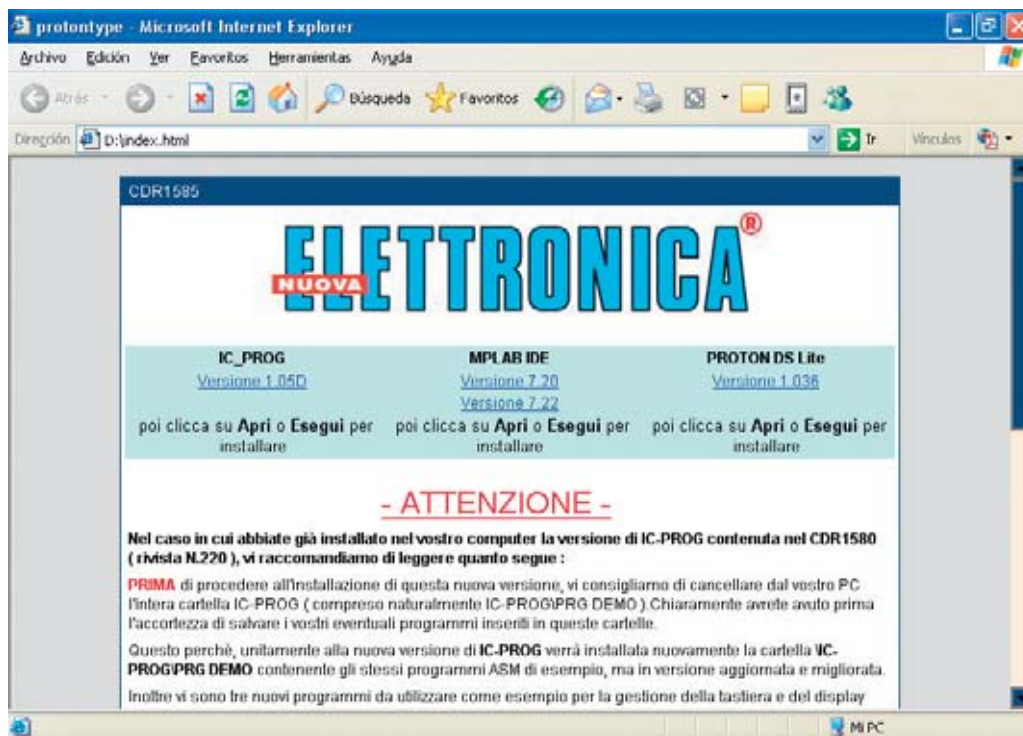 protontype - Microsoft Internet Explorer
Archivo Edición Ver Favoritos Herramientas Ayuda
Atrás Búsqueda Favoritos
Dirección D:\index.html Ir Vínculos
CDR1585
NUOVA ELETTRONICA ®
IC_PROG MPLAB IDE PROTON DS Lite
Versione 1.05D Versione 7.20 Versione 1.036
Versione 7.22
poi clicca su Apri o Esegui per poi clicca su Apri o Esegui per poi clicca su Apri o Esegui per
installare installare installare
- ATTENZIONE -
Nel caso in cui abbiate già installato nel vostro computer la versione di IC-PROG contenuta nel CDR1580
( rivista N.220 ), vi raccomandiamo di leggere quanto segue :
PRIMA di procedere all'installazione di questa nuova versione, vi consigliamo di cancellare dal vostro PC
l'intera cartella IC-PROG ( compreso naturalmente IC-PROG\PRG DEMO ).Chiaramente avrete avuto prima
l'accortezza di salvare i vostri eventuali programmi inseriti in queste cartelle.
Questo perchè, unitamente alla nuova versione di IC-PROG verrà installata nuovamente la cartella \IC-
PROG\PRG DEMO contenente gli stessi programmi ASM di esempio, ma in versione aggiornata e migliorata.
Inoltre vi sono tre nuovi programmi da utilizzare come esempio per la gestione della tastiera e del display
Mi PC